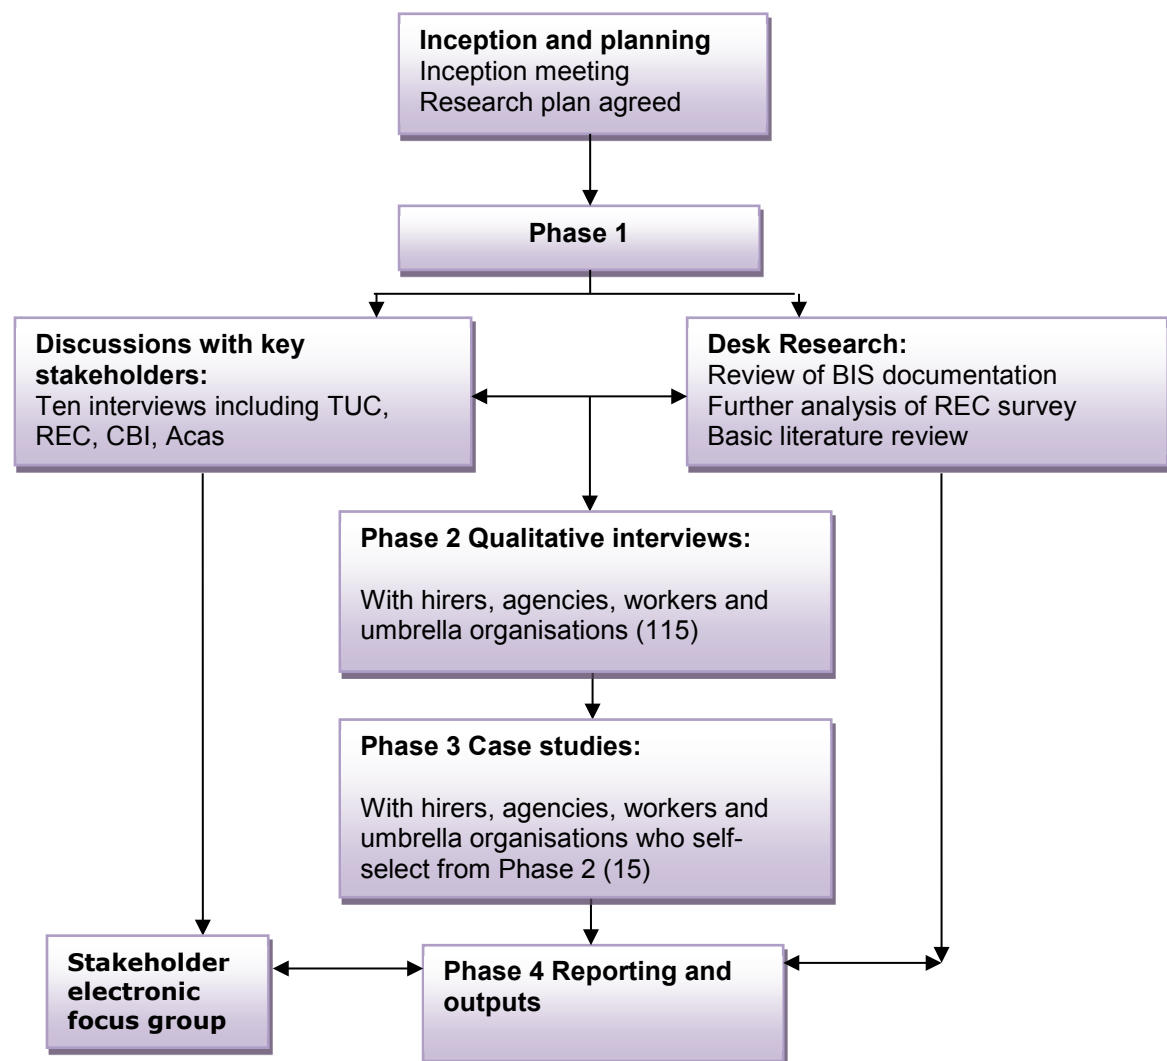 Inception and planning
Inception meeting
Research plan agreed
Phase 1
Discussions with key
stakeholders:
Ten interviews including TUC,
REC, CBI, Acas
Desk Research:
Review of BIS documentation
Further analysis of REC survey
Basic literature review
Phase 2 Qualitative interviews:
With hirers, agencies, workers and
umbrella organisations (115)
Phase 3 Case studies:
With hirers, agencies, workers and
umbrella organisations who self-
select from Phase 2 (15)
Stakeholder
electronic
focus group
Phase 4 Reporting and
outputs